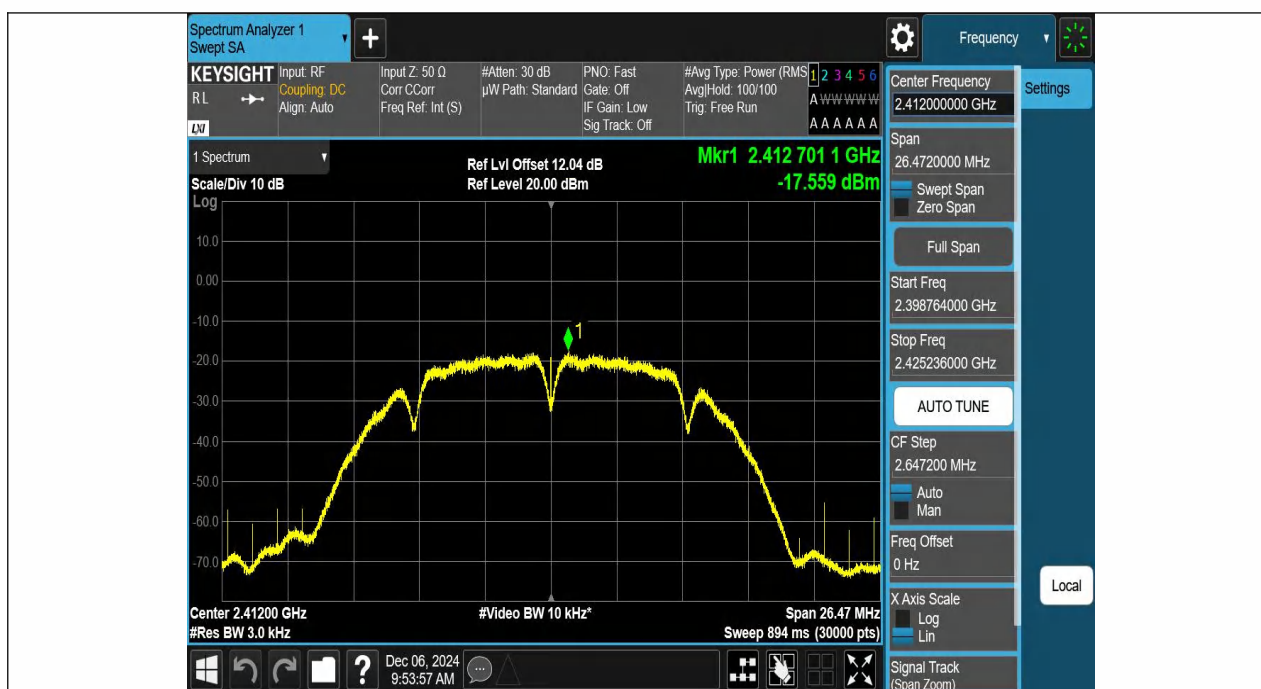 Spectrum Analyzer 1
Swept SA
+
Frequency
KEYSIGHT
R L
LXI
Input: RF
Coupling: DC
Align: Auto
Input Z: 50 Ω
Corr CCorr
Freq Ref: Int (S)
#Atten: 30 dB
µW Path: Standard
PNO: Fast
Gate: Off
IF Gain: Low
Sig Track: Off
#Avg Type: Power (RMS
Avg|Hold: 100/100
Trig: Free Run
1 2 3 4 5 6
A W W W W W
A A A A A A
1 Spectrum
Scale/Div 10 dB
Log
Ref Lvl Offset 12.04 dB
Ref Level 20.00 dBm
Mkr1 2.412 701 1 GHz
-17.559 dBm
10.0
0.00
-10.0
-20.0
-30.0
-40.0
-50.0
-60.0
-70.0
1
Center 2.41200 GHz
#Res BW 3.0 kHz
#Video BW 10 kHz*
Span 26.47 MHz
Sweep 894 ms (30000 pts)
Dec 06, 2024
9:53:57 AM
?
Center Frequency
2.412000000 GHz
Settings
Span
26.4720000 MHz
Swept Span
Zero Span
Full Span
Start Freq
2.398764000 GHz
Stop Freq
2.425236000 GHz
AUTO TUNE
CF Step
2.647200 MHz
Auto
Man
Freq Offset
0 Hz
X Axis Scale
Log
Lin
Local
Signal Track
(Span Zoom)